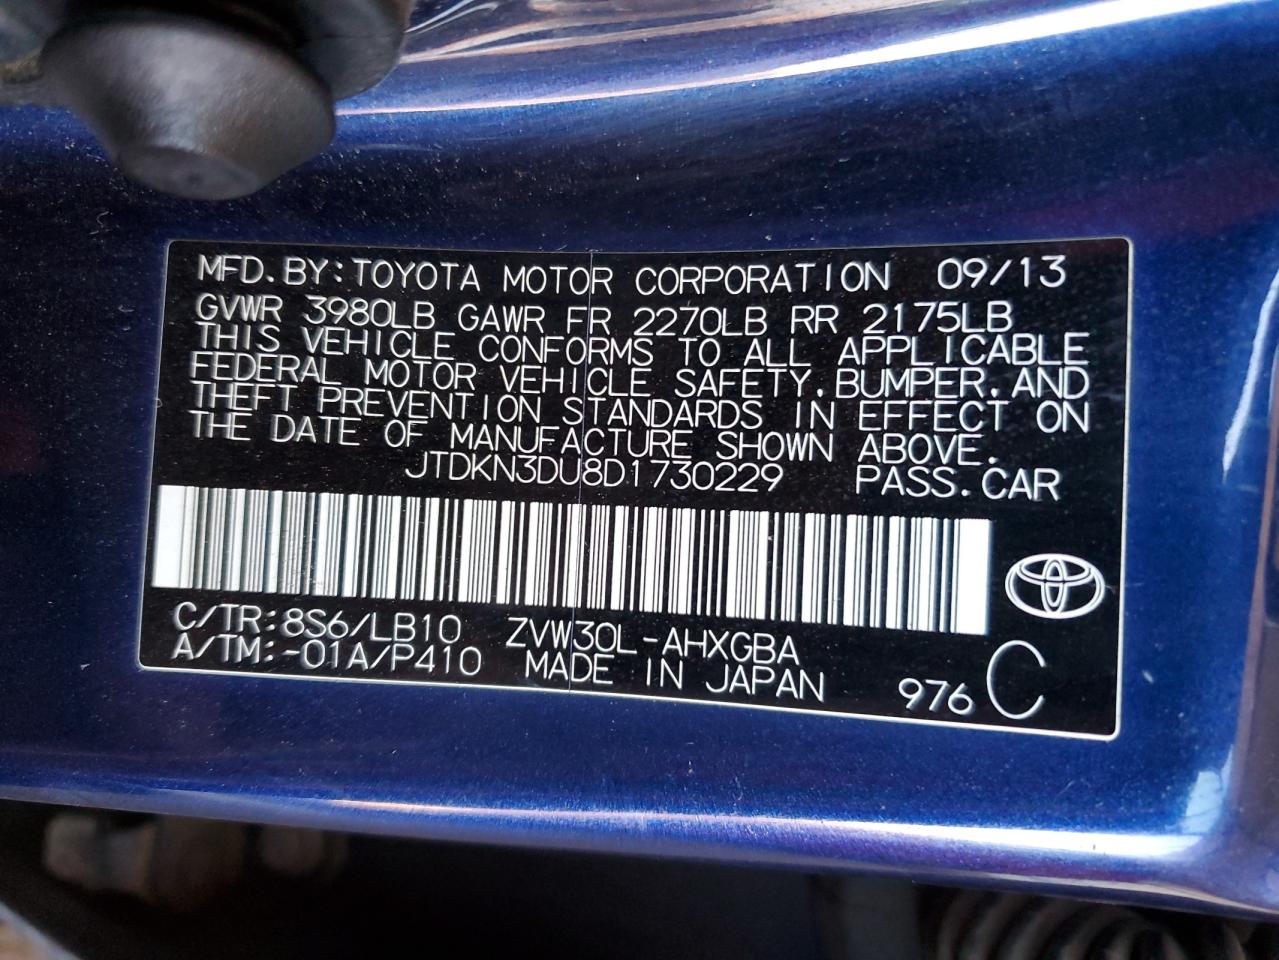 MFD.BY:TOYOTA MOTOR CORPORATION 09/13
GVWR 3980LB GAWR FR 2270LB RR 2175LB
THIS VEHICLE CONFORMS TO ALL APPLICABLE
FEDERAL MOTOR VEHICLE SAFETY,BUMPER,AND
THEFT PREVENTION STANDARDS IN EFFECT ON
THE DATE OF MANUFACTURE SHOWN ABOVE.
JTDKN3DU8D1730229 PASS.CAR
C/TR:8S6/LB10 ZVW30L-AHXGBA
A/TM:-01A/P410 MADE IN JAPAN 976 C